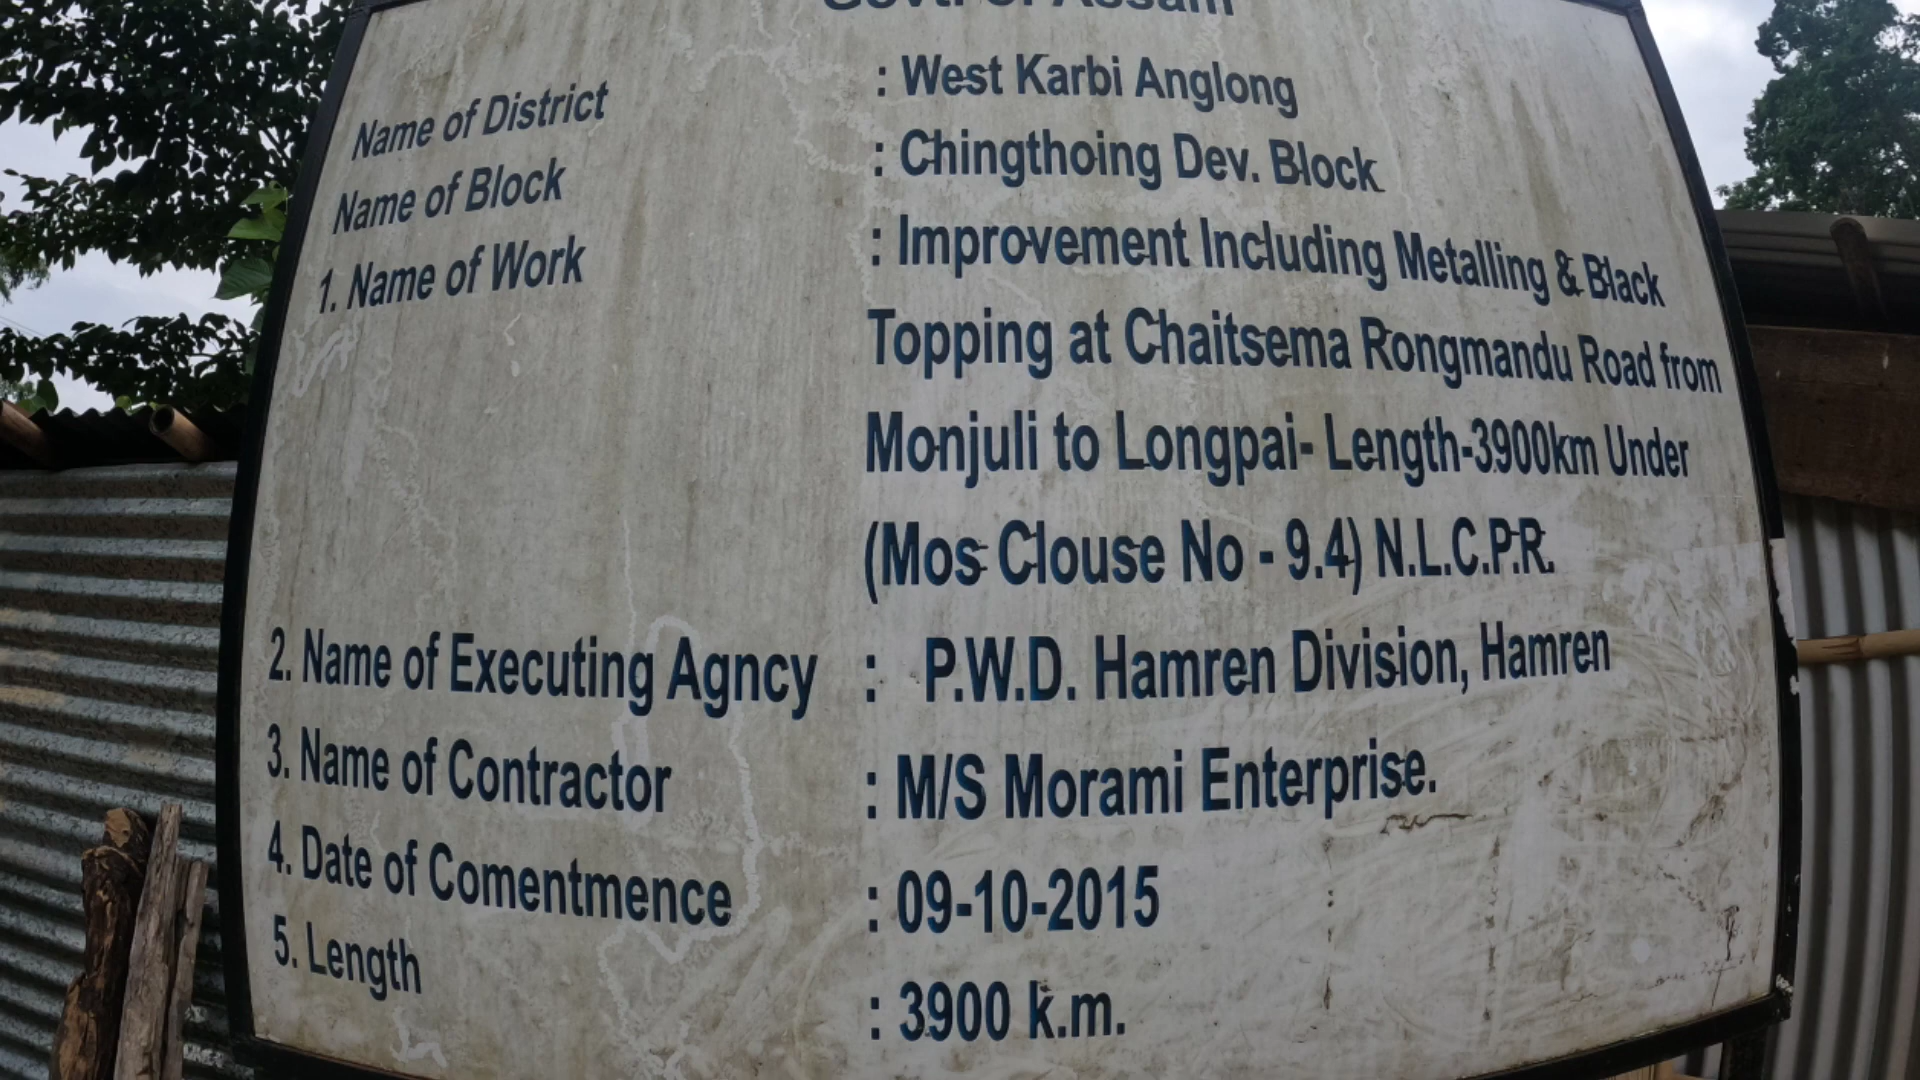 Govt. of Assam
Name of District : West Karbi Anglong
Name of Block : Chingthoing Dev. Block
1. Name of Work : Improvement Including Metalling & Black
Topping at Chaitsema Rongmandu Road from
Monjuli to Longpai- Length-3900km Under
(Mos Clouse No - 9.4) N.L.C.P.R.
2. Name of Executing Agncy : P.W.D. Hamren Division, Hamren
3. Name of Contractor : M/S Morami Enterprise.
4. Date of Comentmence : 09-10-2015
5. Length : 3900 k.m.